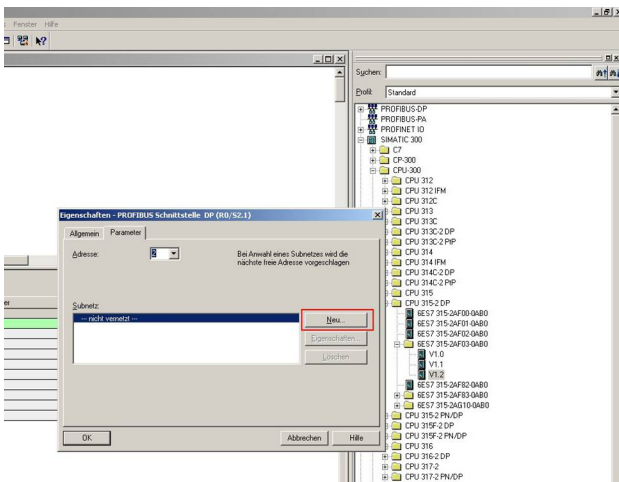 Fenster Hilfe
Suchen:
Profil: Standard
PROFIBUS-DP
PROFIBUS-PA
PROFINET IO
SIMATIC 300
C7
CP-300
CPU-300
CPU 312
CPU 312 IFM
CPU 312C
CPU 313
CPU 313C
CPU 313C-2 DP
CPU 313C-2 PtP
CPU 314
CPU 314 IFM
CPU 314C-2 DP
CPU 314C-2 PtP
CPU 315
CPU 315-2 DP
6ES7 315-2AF00-0AB0
6ES7 315-2AF01-0AB0
6ES7 315-2AF02-0AB0
6ES7 315-2AF03-0AB0
V1.0
V1.1
V1.2
6ES7 315-2AF82-0AB0
6ES7 315-2AF83-0AB0
6ES7 315-2AG10-0AB0
CPU 315-2 PN/DP
CPU 315F-2 DP
CPU 315F-2 PN/DP
CPU 316
CPU 316-2 DP
CPU 317-2
CPU 317-2 PN/DP
Eigenschaften - PROFIBUS Schnittstelle DP (R0/S2.1)
Allgemein Parameter
Adresse: 2
Bei Anwahl eines Subnetzes wird die
nächste freie Adresse vorgeschlagen
Subnetz:
--- nicht vernetzt ---
Neu...
Eigenschaften...
Löschen
OK Abbrechen Hilfe